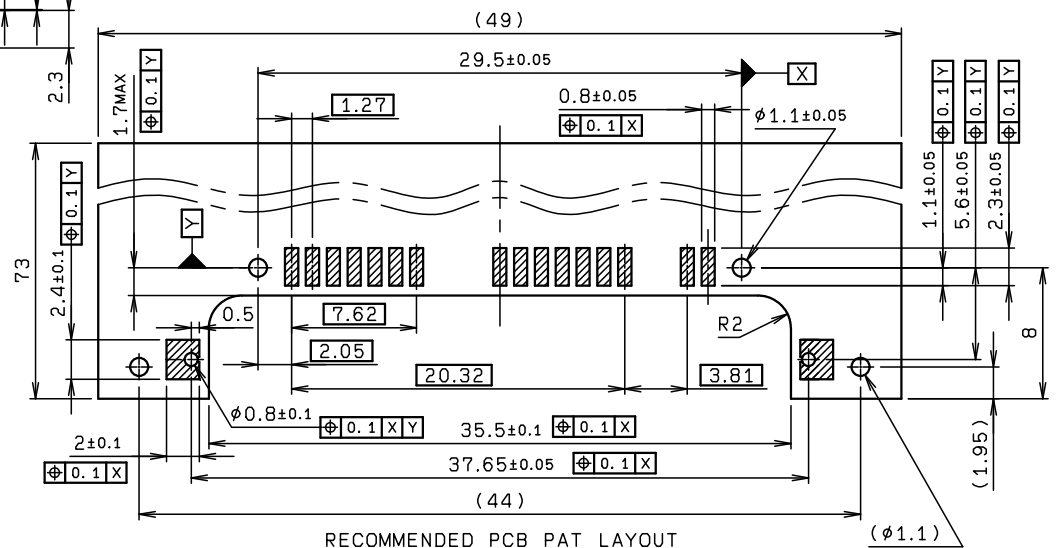 (49)
29.5±0.05
X
2.3
1.7MAX
⌖ 0.1 Y
1.27
0.8±0.05
⌖ 0.1 X
φ1.1±0.05
1.1±0.05
⌖ 0.1 Y
5.6±0.05
⌖ 0.1 Y
2.3±0.05
⌖ 0.1 Y
73
2.4±0.1
⌖ 0.1 Y
Y
0.5
7.62
2.05
R2
8
20.32
3.81
φ0.8±0.1
⌖ 0.1 X Y
35.5±0.1
⌖ 0.1 X
2±0.1
⌖ 0.1 X
37.65±0.05
⌖ 0.1 X
(1.95)
(44)
(φ1.1)
RECOMMENDED PCB PAT LAYOUT